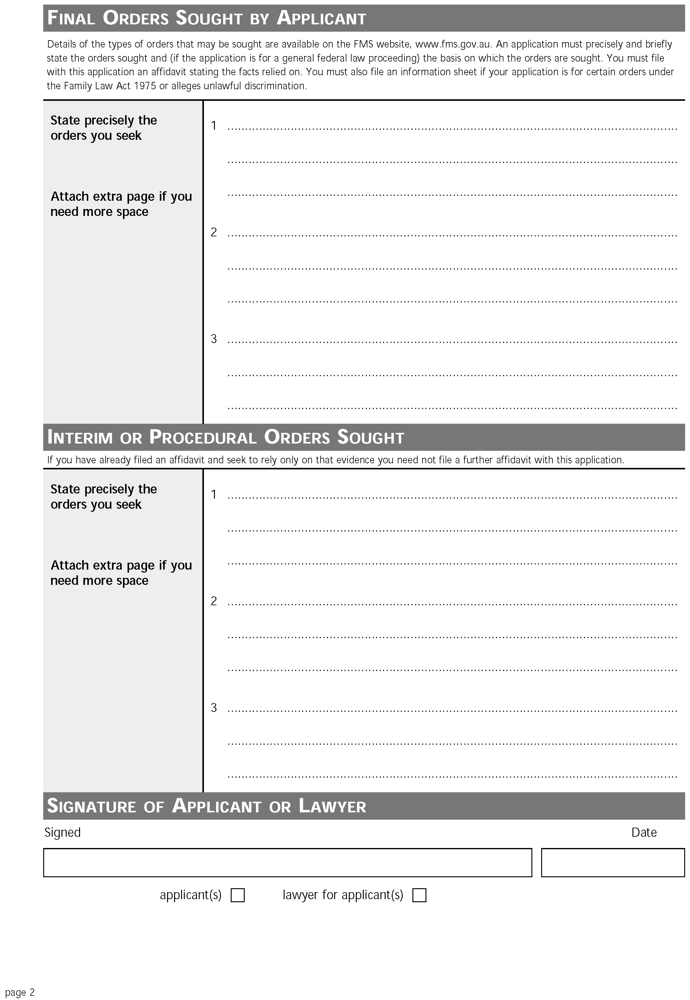 FINAL ORDERS SOUGHT BY APPLICANT
Details of the types of orders that may be sought are available on the FMS website, www.fms.gov.au. An application must precisely and briefly
state the orders sought and (if the application is for a general federal law proceeding) the basis on which the orders are sought. You must file
with this application an affidavit stating the facts relied on. You must also file an information sheet if your application is for certain orders under
the Family Law Act 1975 or alleges unlawful discrimination.
State precisely the
orders you seek
Attach extra page if you
need more space
1
2
3
INTERIM OR PROCEDURAL ORDERS SOUGHT
If you have already filed an affidavit and seek to rely only on that evidence you need not file a further affidavit with this application.
State precisely the
orders you seek
Attach extra page if you
need more space
1
2
3
SIGNATURE OF APPLICANT OR LAWYER
Signed Date
applicant(s) lawyer for applicant(s)
page 2